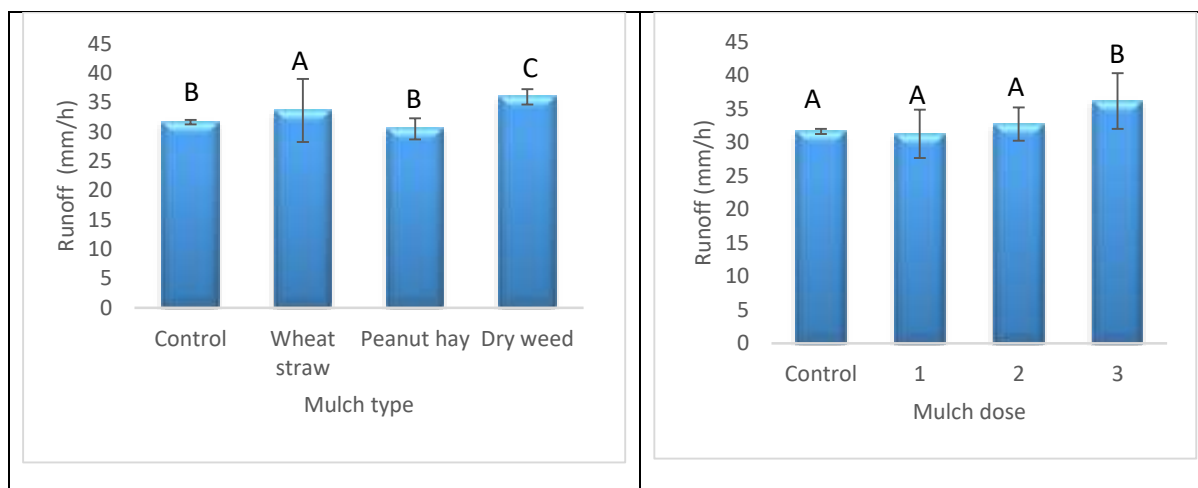 45
40
35
30
25
20
15
10
5
0
Runoff (mm/h)
B
A
B
C
Control
Wheat straw
Peanut hay
Dry weed
Mulch type
45
40
35
30
25
20
15
10
5
0
Runoff (mm/h)
A
A
A
B
Control
1
2
3
Mulch dose